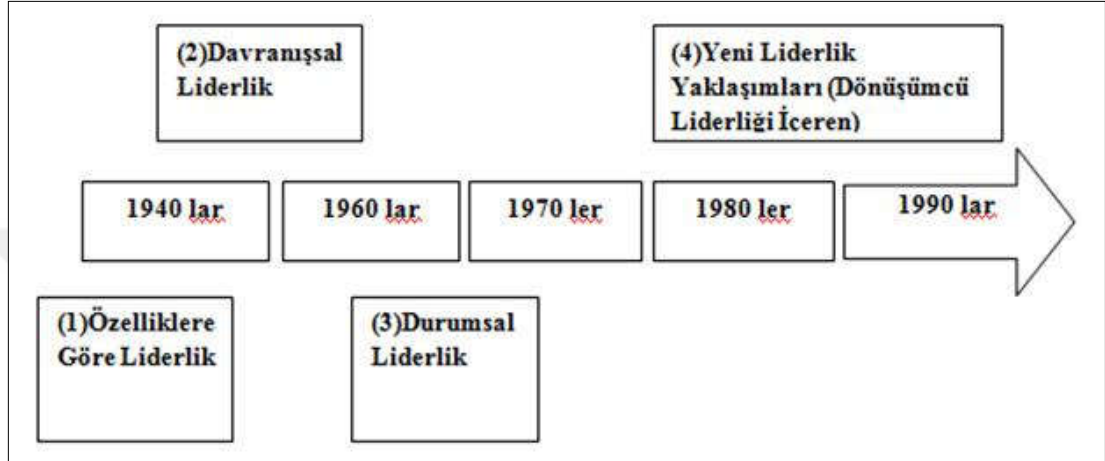 (2)Davranışsal
Liderlik
(4)Yeni Liderlik
Yaklaşımları (Dönüşümcü
Liderliği İçeren)
1940 lar
1960 lar
1970 ler
1980 ler
1990 lar
(1)Özelliklere
Göre Liderlik
(3)Durumsal
Liderlik